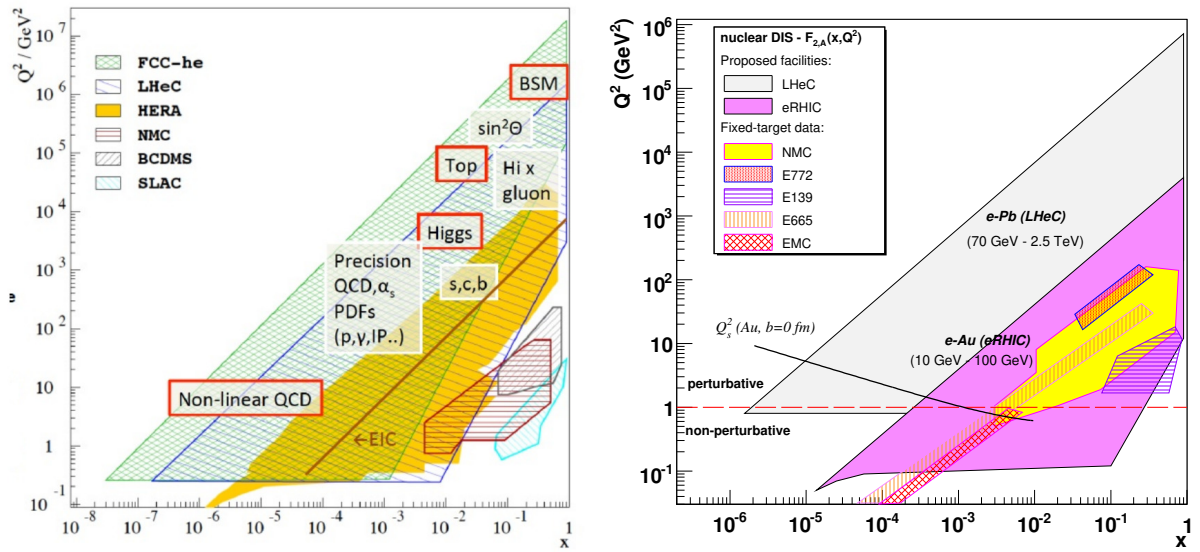 Q² / GeV²
10⁷
10⁶
10⁵
10⁴
10³
10²
10
1
10⁻¹
FCC-he
LHeC
HERA
NMC
BCDMS
SLAC
BSM
sin²Θ
Top
Hi x
gluon
Higgs
Precision
QCD,αₛ
PDFs
(p,γ,IP..)
s,c,b
Non-linear QCD
←EIC
10⁻⁸
10⁻⁷
10⁻⁶
10⁻⁵
10⁻⁴
10⁻³
10⁻²
10⁻¹
1
x
Q² (GeV²)
10⁶
10⁵
10⁴
10³
10²
10
1
10⁻¹
nuclear DIS - F₂,A(x,Q²)
Proposed facilities:
LHeC
eRHIC
Fixed-target data:
NMC
E772
E139
E665
EMC
e-Pb (LHeC)
(70 GeV - 2.5 TeV)
Qₛ² (Au, b=0 fm)
e-Au (eRHIC)
(10 GeV - 100 GeV)
perturbative
non-perturbative
10⁻⁶
10⁻⁵
10⁻⁴
10⁻³
10⁻²
10⁻¹
1
x